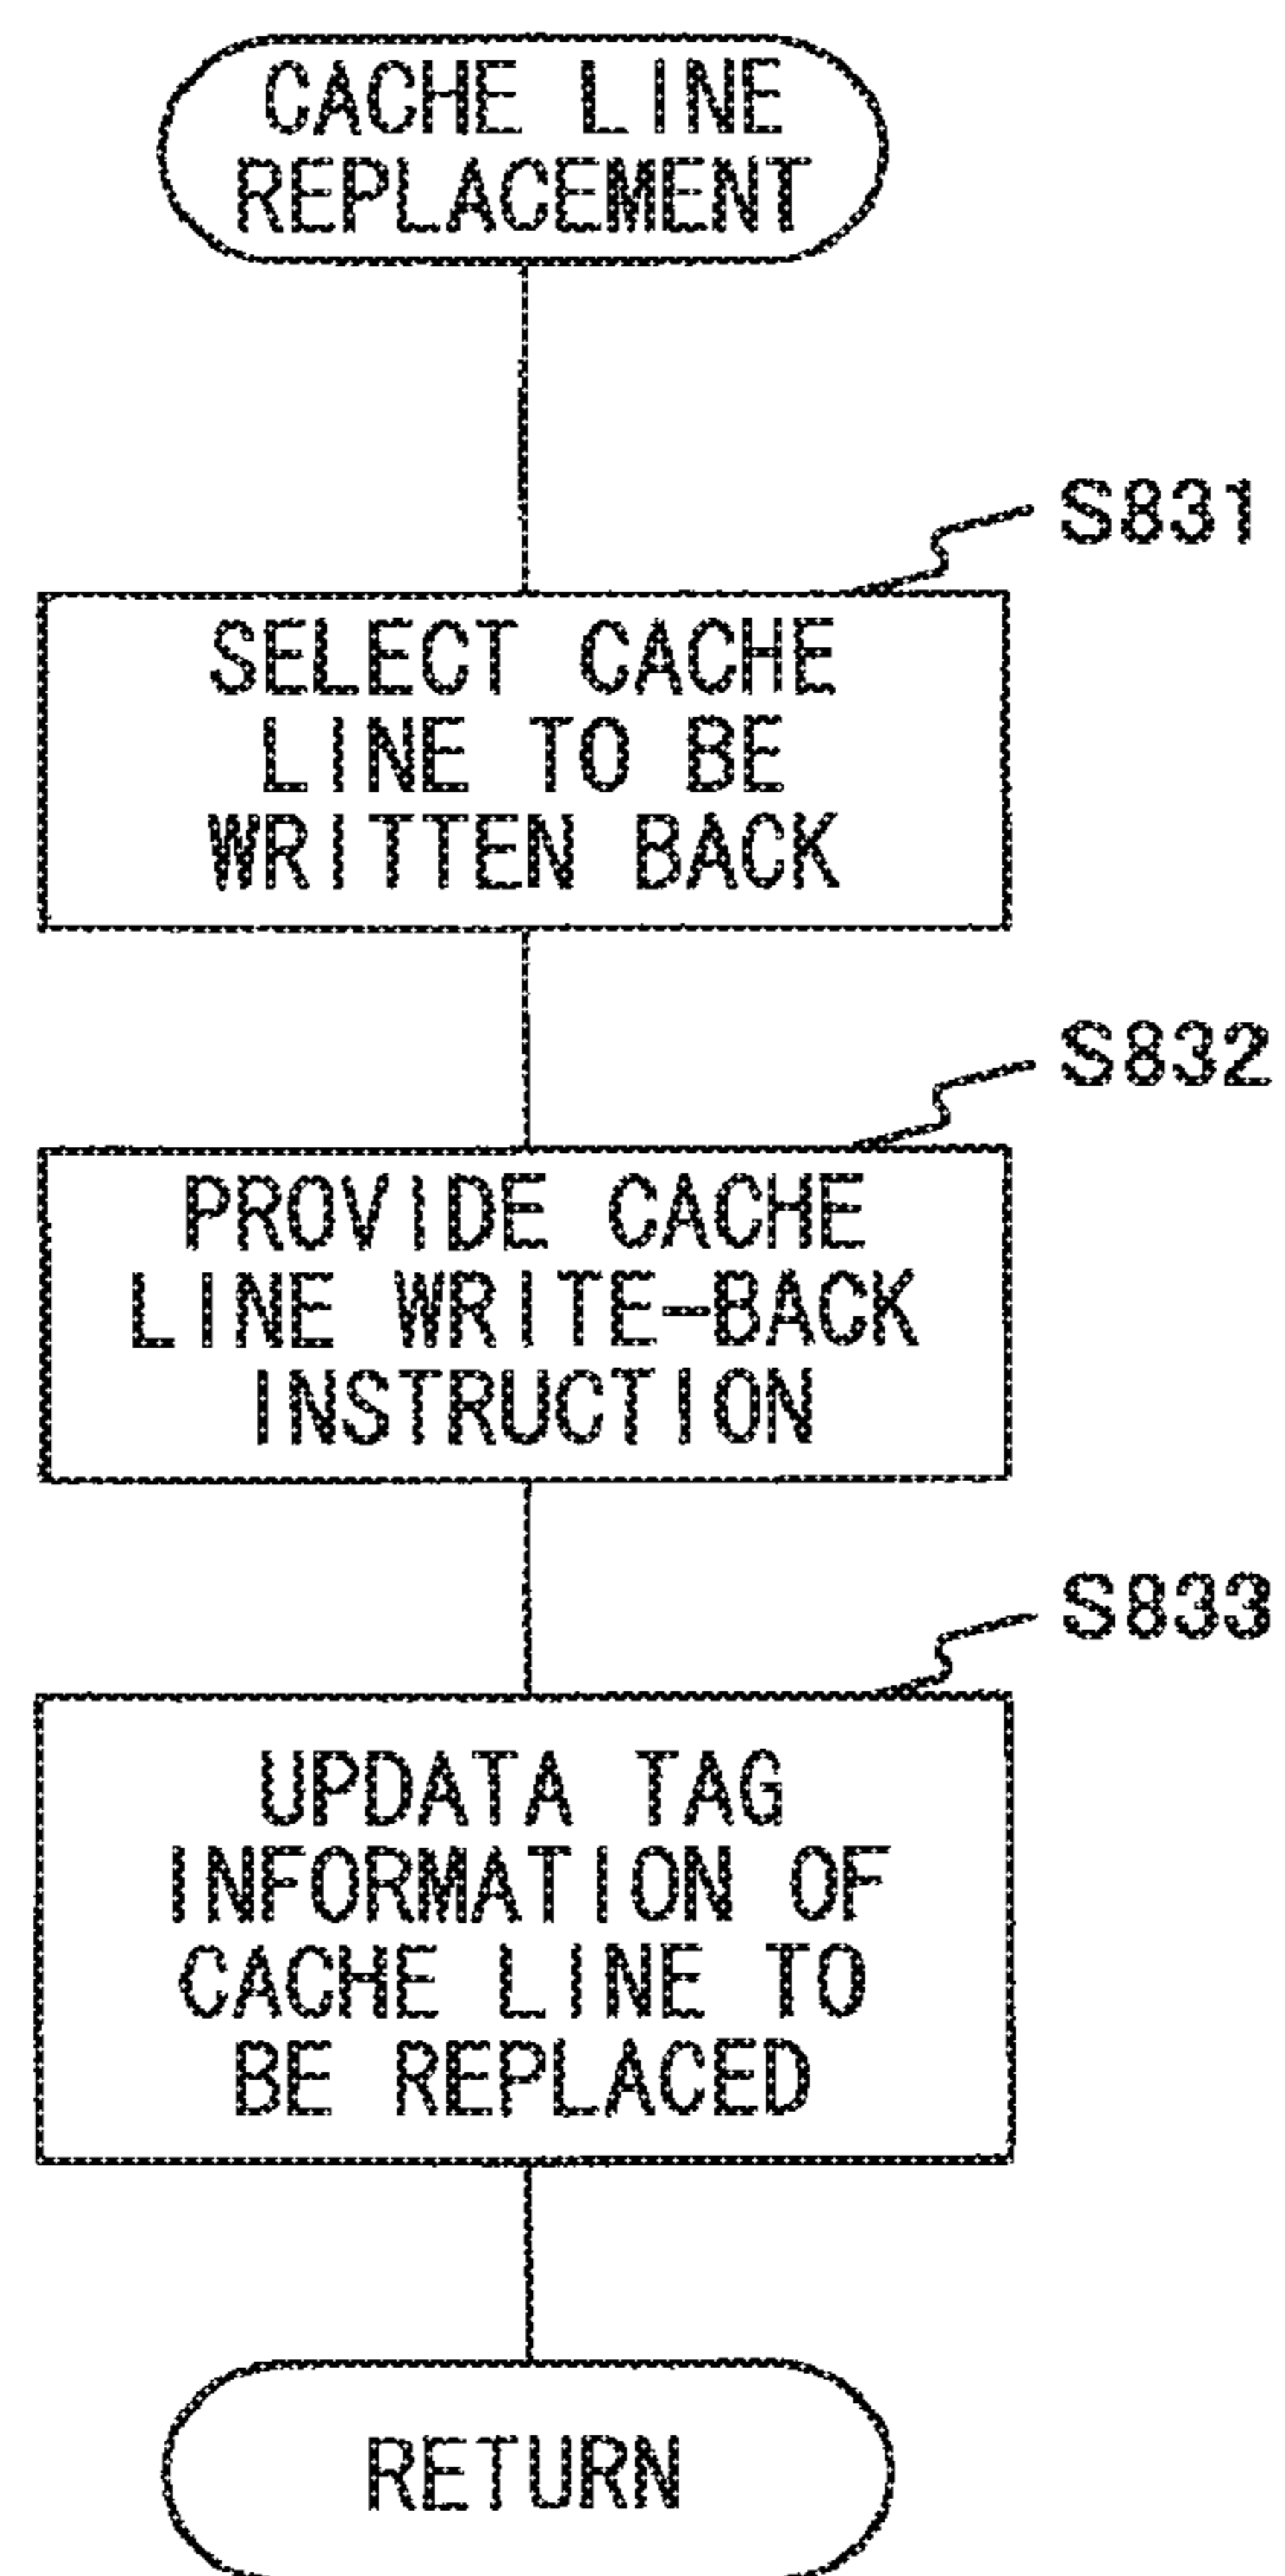 CACHE LINE
REPLACEMENT
S831
SELECT CACHE
LINE TO BE
WRITTEN BACK
S832
PROVIDE CACHE
LINE WRITE-BACK
INSTRUCTION
S833
UPDATA TAG
INFORMATION OF
CACHE LINE TO
BE REPLACED
RETURN